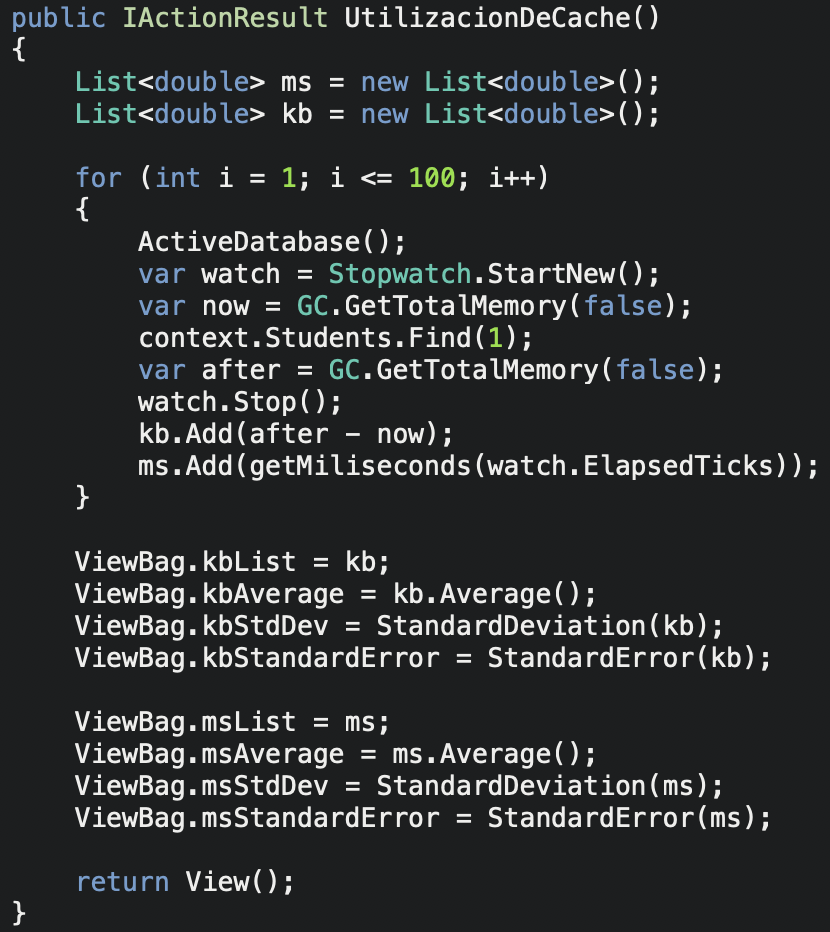 public IActionResult UtilizacionDeCache()
{
    List<double> ms = new List<double>();
    List<double> kb = new List<double>();

    for (int i = 1; i <= 100; i++)
    {
        ActiveDatabase();
        var watch = Stopwatch.StartNew();
        var now = GC.GetTotalMemory(false);
        context.Students.Find(1);
        var after = GC.GetTotalMemory(false);
        watch.Stop();
        kb.Add(after - now);
        ms.Add(getMiliseconds(watch.ElapsedTicks));
    }

    ViewBag.kbList = kb;
    ViewBag.kbAverage = kb.Average();
    ViewBag.kbStdDev = StandardDeviation(kb);
    ViewBag.kbStandardError = StandardError(kb);

    ViewBag.msList = ms;
    ViewBag.msAverage = ms.Average();
    ViewBag.msStdDev = StandardDeviation(ms);
    ViewBag.msStandardError = StandardError(ms);

    return View();
}